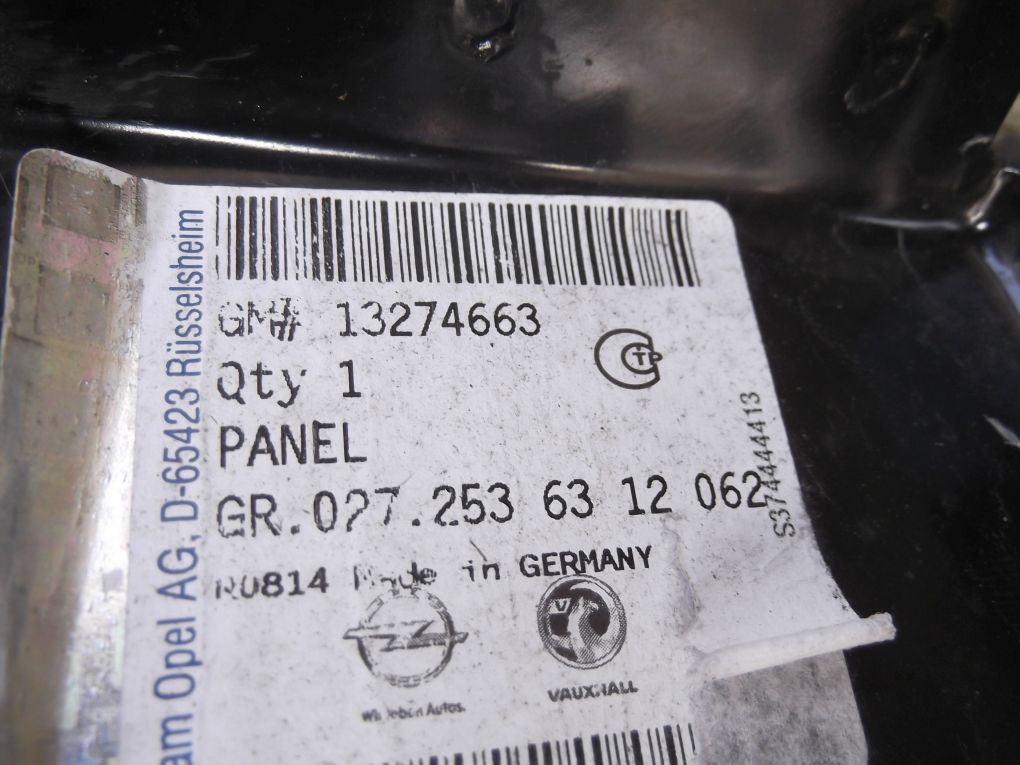 GM# 13274663
Qty 1
PANEL
GR.027.253 63 12 062
R0814 Made in GERMANY
Wir leben Autos.
VAUXHALL
am Opel AG, D-65423 Rüsselsheim
S374444413